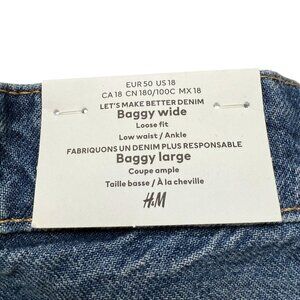 EUR 50 US 18
CA 18 CN 180/100C MX 18
LET'S MAKE BETTER DENIM
Baggy wide
Loose fit
Low waist / Ankle
FABRIQUONS UN DENIM PLUS RESPONSABLE
Baggy large
Coupe ample
Taille basse / À la cheville
H&M